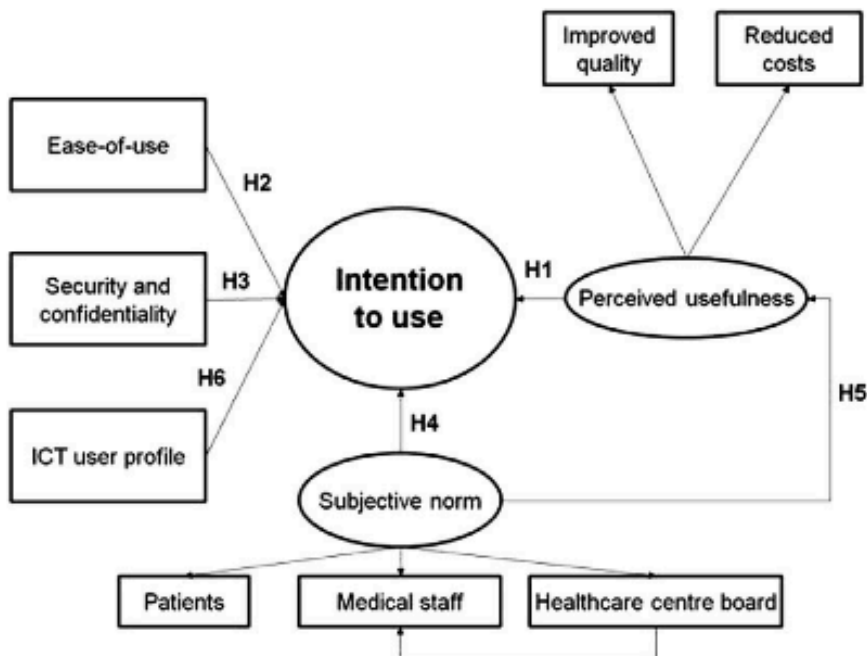 Improved
quality
Reduced
costs
Ease-of-use
H2
Security and
confidentiality
H3
Intention
to use
H1
Perceived usefulness
H6
H5
ICT user profile
H4
Subjective norm
Patients
Medical staff
Healthcare centre board